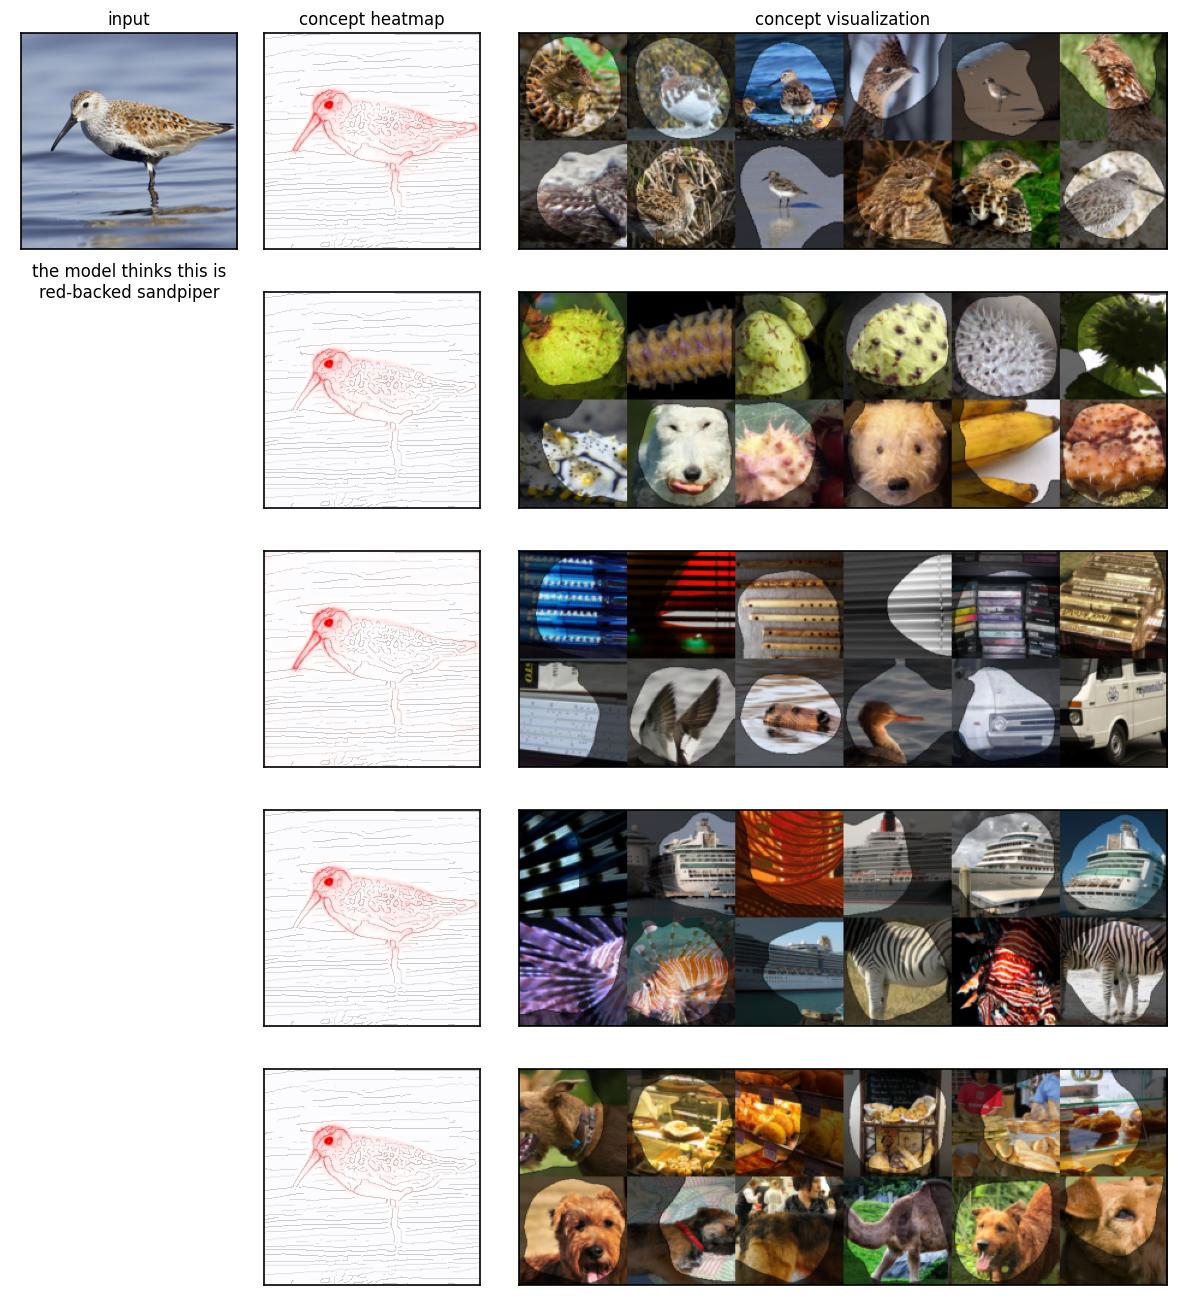 input
concept heatmap
concept visualization
the model thinks this is
red-backed sandpiper